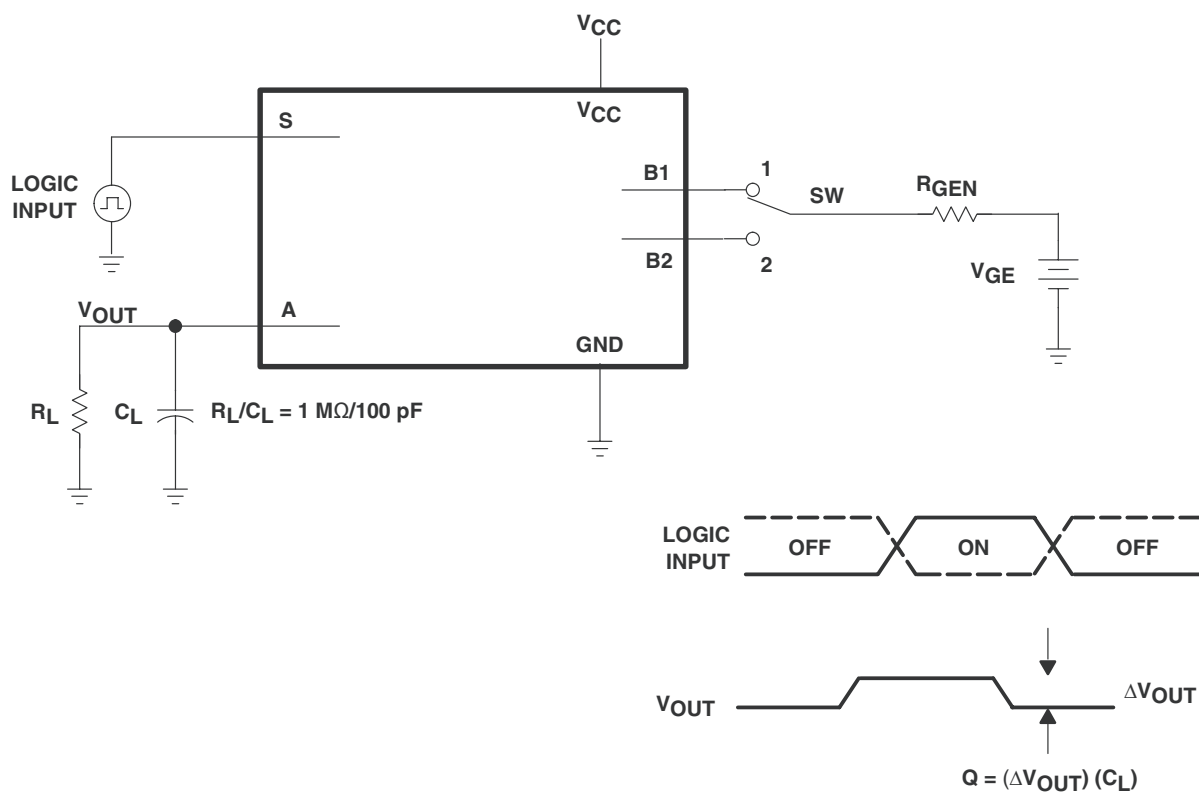 VCC
VCC
S
LOGIC
INPUT
B1
1
SW
RGEN
B2
2
VGE
VOUT
A
GND
RL
CL
RL/CL = 1 MΩ/100 pF
LOGIC
INPUT
OFF
ON
OFF
VOUT
ΔVOUT
Q = (ΔVOUT) (CL)